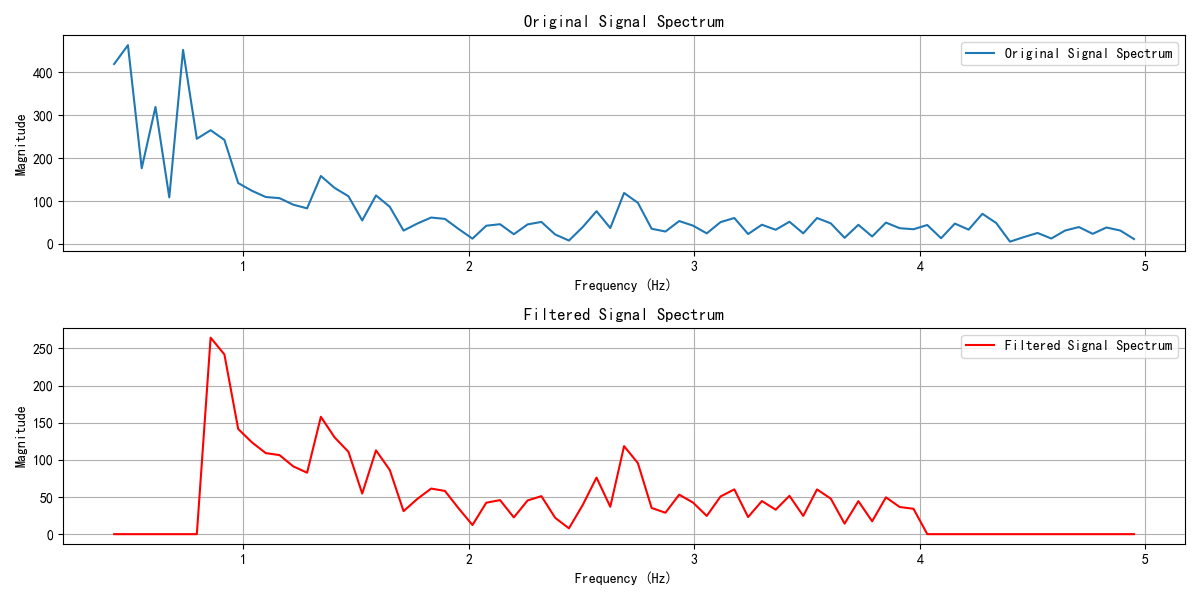 Original Signal Spectrum
Original Signal Spectrum
Magnitude
400
300
200
100
0
1 2 3 4 5
Frequency (Hz)
Filtered Signal Spectrum
Filtered Signal Spectrum
Magnitude
250
200
150
100
50
0
1 2 3 4 5
Frequency (Hz)